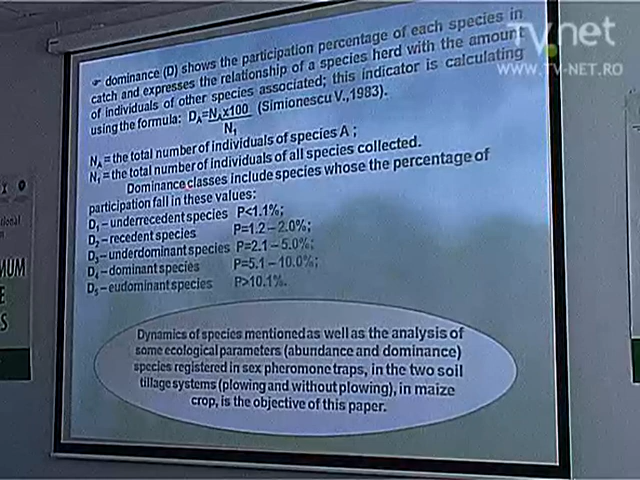 tv.net
WWW.TV-NET.RO
☞ dominance (D) shows the participation percentage of each species in
catch and expresses the relationship of a species herd with the amount
of individuals of other species associated; this indicator is calculating
using the formula: DA=NAx100 (Simionescu V.,1983).
N1
NA = the total number of individuals of species A ;
N1 = the total number of individuals of all species collected.
Dominance classes include species whose the percentage of
participation fall in these values:
D1 – underrecedent species P<1.1%;
D2 – recedent species P=1.2 – 2.0%;
D3 – underdominant species P=2.1 – 5.0%;
D4 – dominant species P=5.1 – 10.0%;
D5 – eudominant species P>10.1%.
Dynamics of species mentioned as well as the analysis of
some ecological parameters (abundance and dominance)
species registered in sex pheromone traps, in the two soil
tillage systems (plowing and without plowing), in maize
crop, is the objective of this paper.